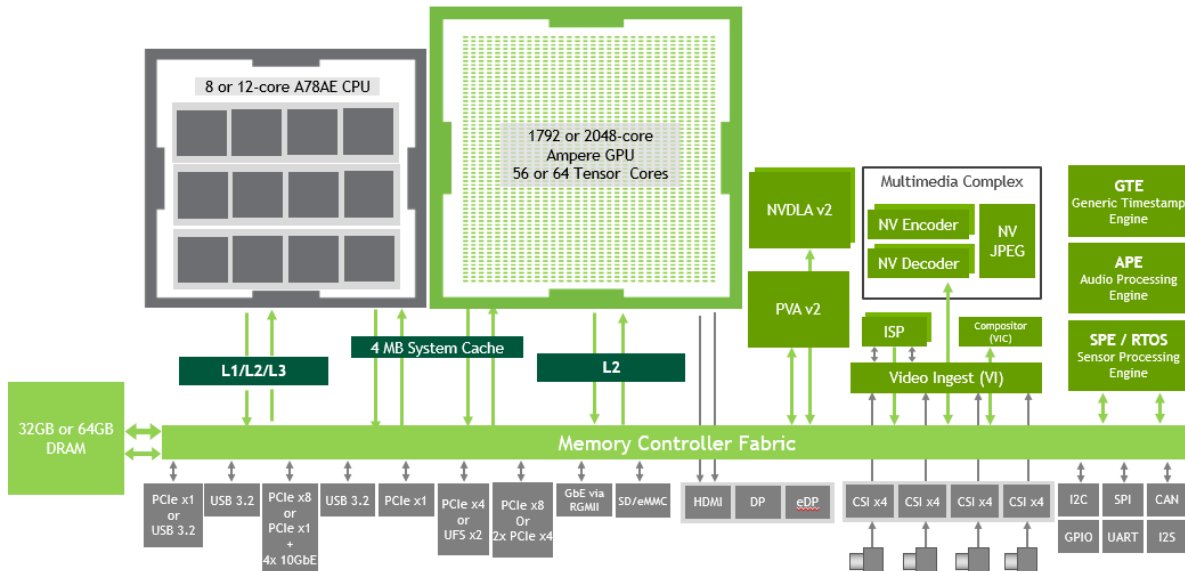 8 or 12-core A78AE CPU
1792 or 2048-core
Ampere GPU
56 or 64 Tensor Cores
NVDLA v2
PVA v2
Multimedia Complex
NV Encoder
NV Decoder
NV
JPEG
ISP
Compositor
(VIC)
Video Ingest (VI)
GTE
Generic Timestamp
Engine
APE
Audio Processing
Engine
SPE / RTOS
Sensor Processing
Engine
L1/L2/L3
4 MB System Cache
L2
32GB or 64GB
DRAM
Memory Controller Fabric
PCIe x1
or
USB 3.2
USB 3.2
PCIe x8
or
PCIe x1
+
4x 10GbE
USB 3.2
PCIe x1
PCIe x4
or
UFS x2
PCIe x8
Or
2x PCIe x4
GbE via
RGMII
SD/eMMC
HDMI
DP
eDP
CSI x4
CSI x4
CSI x4
CSI x4
I2C
SPI
CAN
GPIO
UART
I2S